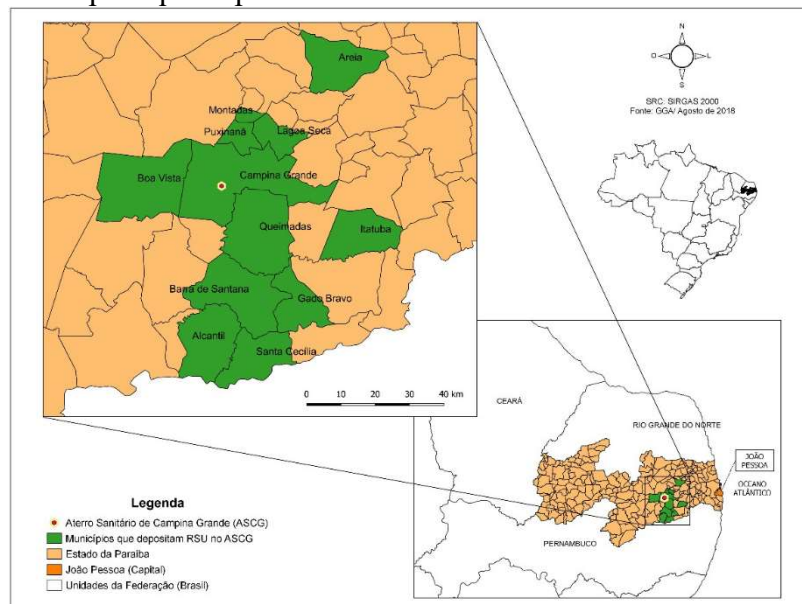 Areia
Montadas
Puxinanã
Lagoa Seca
Boa Vista
Campina Grande
Queimadas
Itatuba
Barra de Santana
Gado Bravo
Alcantil
Santa Cecília
0 10 20 30 40 km
N
O
L
S
SRC: SIRGAS 2000
Fonte: GGA/ Agosto de 2018
CEARÁ
RIO GRANDE DO NORTE
JOÃO
PESSOA
OCEANO
ATLÂNTICO
PERNAMBUCO
Legenda
Aterro Sanitário de Campina Grande (ASCG)
Municípios que depositam RSU no ASCG
Estado da Paraíba
João Pessoa (Capital)
Unidades da Federação (Brasil)